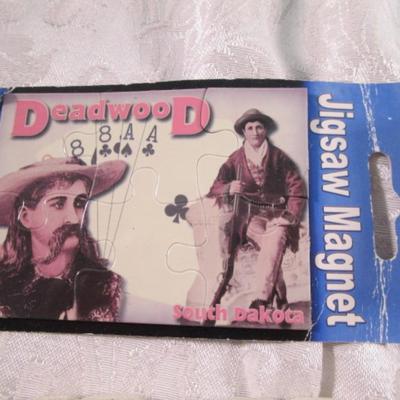 DeadwooD
8 8 A A
South Dakota
Jigsaw Magnet